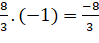 8/3 . (−1) = −8/3